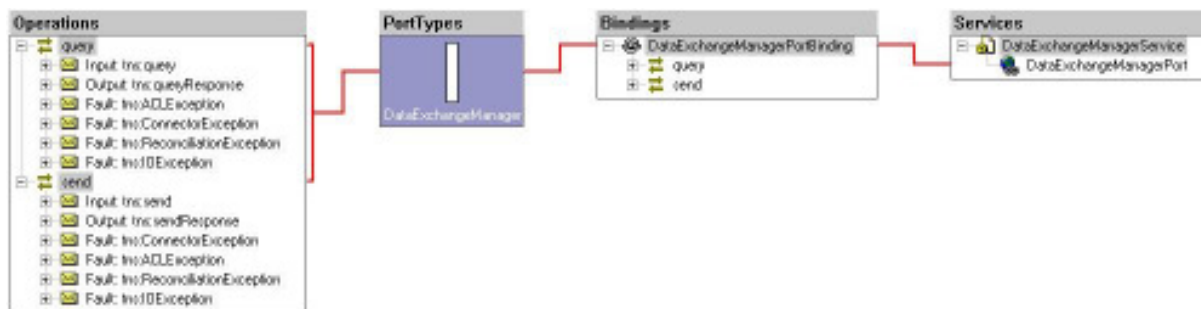 Operations
query
Input: tns:query
Output: tns:queryResponse
Fault: tns:ACLException
Fault: tns:ConnectorException
Fault: tns:ReconciliationException
Fault: tns:IOException
send
Input: tns:send
Output: tns:sendResponse
Fault: tns:ConnectorException
Fault: tns:ACLException
Fault: tns:ReconciliationException
Fault: tns:IOException
PortTypes
DataExchangeManager
Bindings
DataExchangeManagerPortBinding
query
send
Services
DataExchangeManagerService
DataExchangeManagerPort